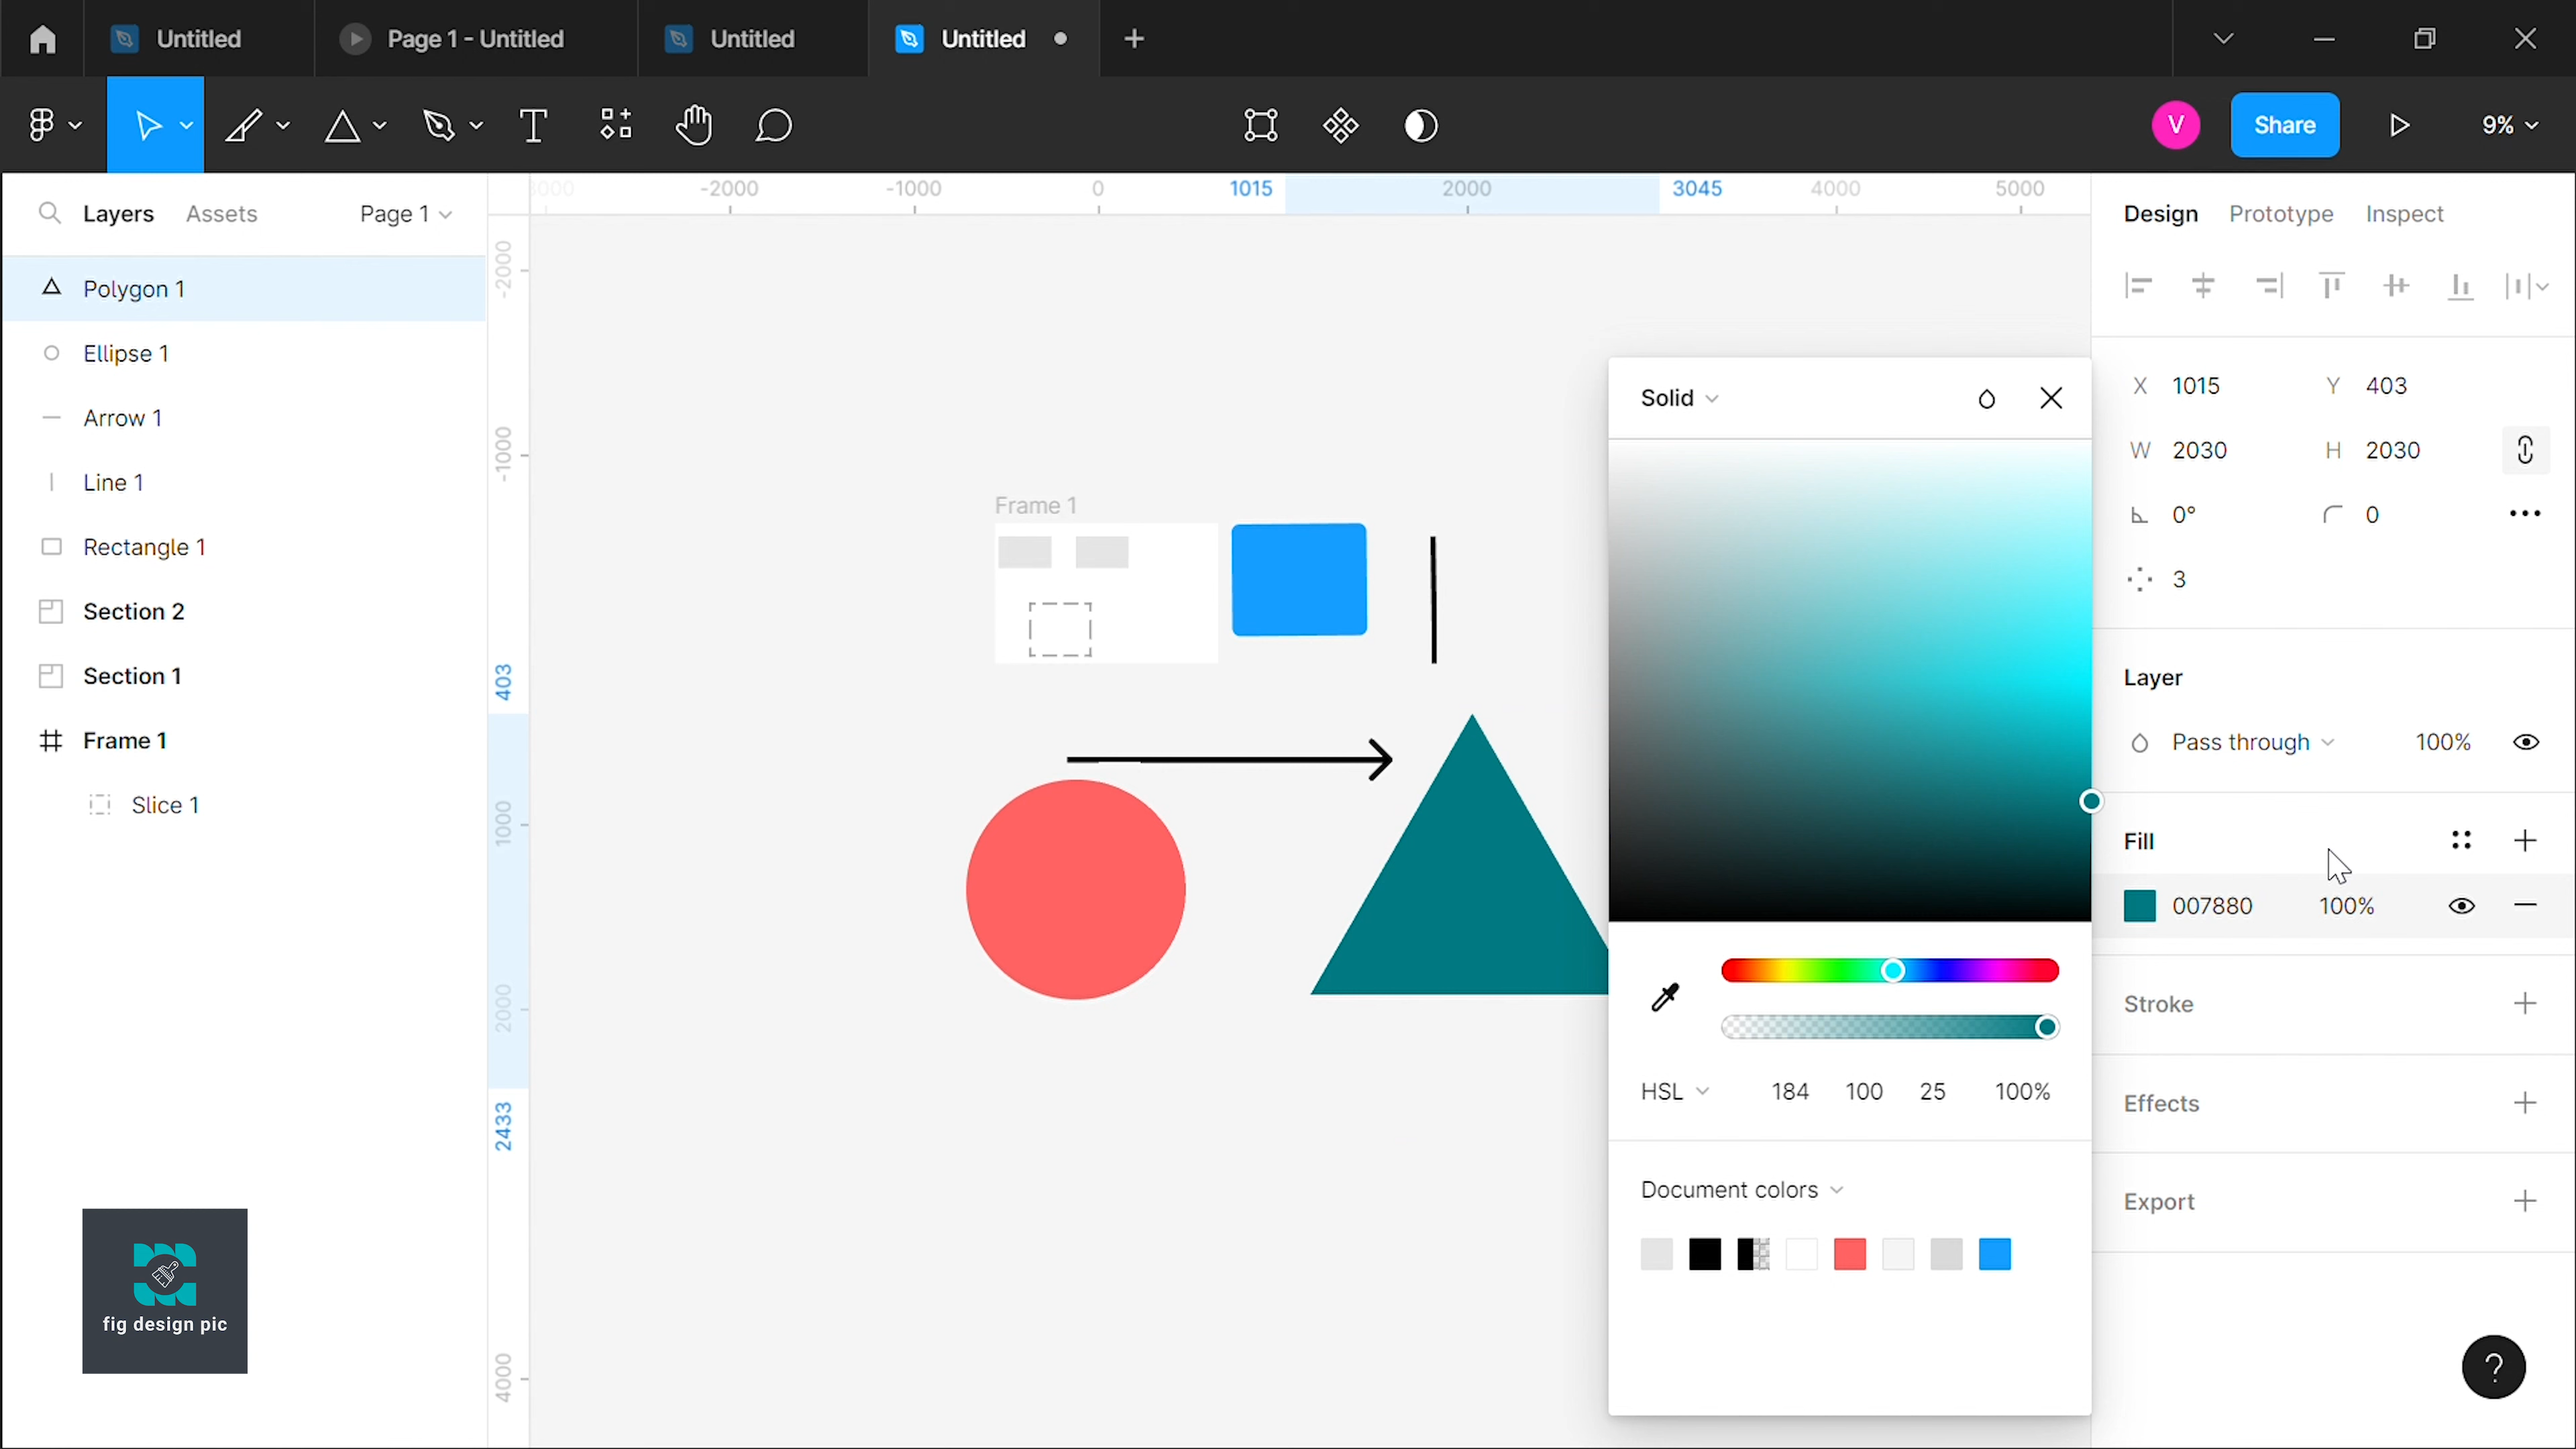 Untitled
Page 1 - Untitled
Untitled
Untitled
V
Share
9%
Layers
Assets
Page 1
Polygon 1
Ellipse 1
Arrow 1
Line 1
Rectangle 1
Section 2
Section 1
Frame 1
Slice 1
fig design pic
-2000
-1000
0
1015
2000
3045
4000
5000
-2000
-1000
403
1000
2000
2433
4000
Frame 1
Solid
HSL
184
100
25
100%
Document colors
Design
Prototype
Inspect
X 1015
Y 403
W 2030
H 2030
0°
0
3
Layer
Pass through
100%
Fill
007880
100%
Stroke
Effects
Export
?